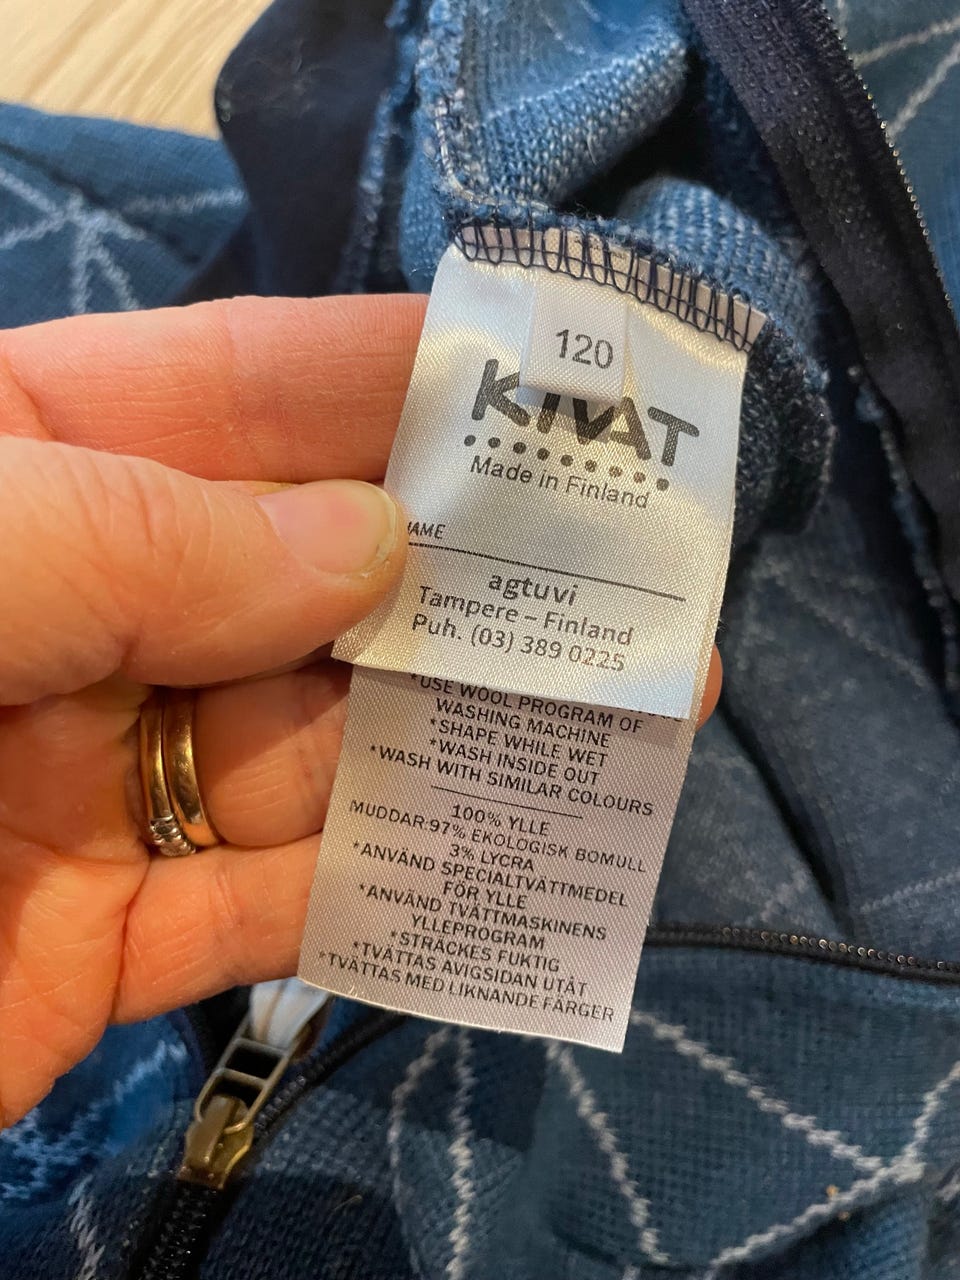 120
KIVAT
Made in Finland
NAME
agtuvi
Tampere – Finland
Puh. (03) 389 0225
*USE WOOL PROGRAM OF
WASHING MACHINE
*SHAPE WHILE WET
*WASH INSIDE OUT
*WASH WITH SIMILAR COLOURS
100% YLLE
MUDDAR:97% EKOLOGISK BOMULL
3% LYCRA
*ANVÄND SPECIALTVÄTTMEDEL
FÖR YLLE
*ANVÄND TVÄTTMASKINENS
YLLEPROGRAM
*STRÄCKES FUKTIG
*TVÄTTAS AVIGSIDAN UTÅT
*TVÄTTAS MED LIKNANDE FÄRGER